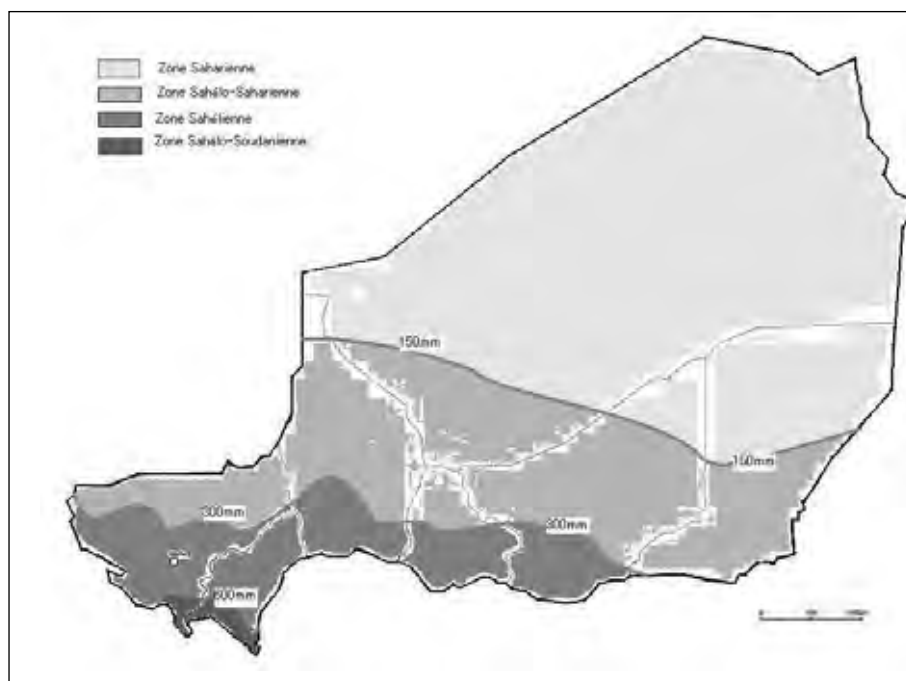 Zone Saharienne
Zone Sahélo-Saharienne
Zone Sahélienne
Zone Sahélo-Soudanienne
150mm
150mm
300mm
300mm
600mm